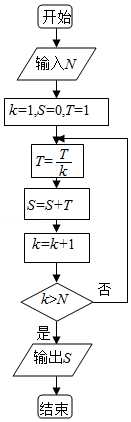 开始
输入N
k=1,S=0,T=1
T=T/k
S=S+T
k=k+1
k>N
否
是
输出S
结束